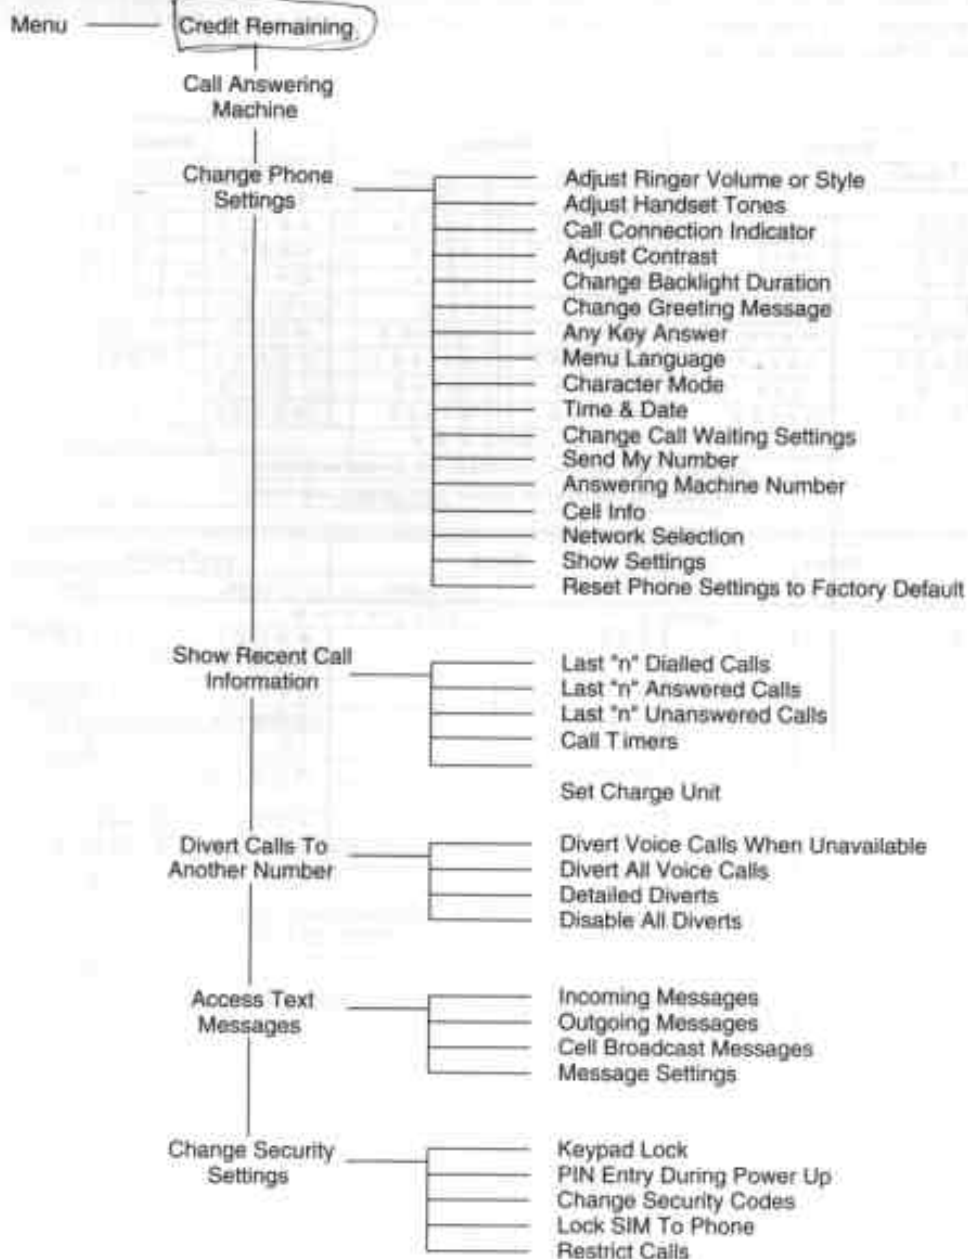 Menu
Credit Remaining
Call Answering
Machine
Change Phone
Settings
Adjust Ringer Volume or Style
Adjust Handset Tones
Call Connection Indicator
Adjust Contrast
Change Backlight Duration
Change Greeting Message
Any Key Answer
Menu Language
Character Mode
Time & Date
Change Call Waiting Settings
Send My Number
Answering Machine Number
Cell Info
Network Selection
Show Settings
Reset Phone Settings to Factory Default
Show Recent Call
Information
Last "n" Dialled Calls
Last "n" Answered Calls
Last "n" Unanswered Calls
Call Timers
Set Charge Unit
Divert Calls To
Another Number
Divert Voice Calls When Unavailable
Divert All Voice Calls
Detailed Diverts
Disable All Diverts
Access Text
Messages
Incoming Messages
Outgoing Messages
Cell Broadcast Messages
Message Settings
Change Security
Settings
Keypad Lock
PIN Entry During Power Up
Change Security Codes
Lock SIM To Phone
Restrict Calls